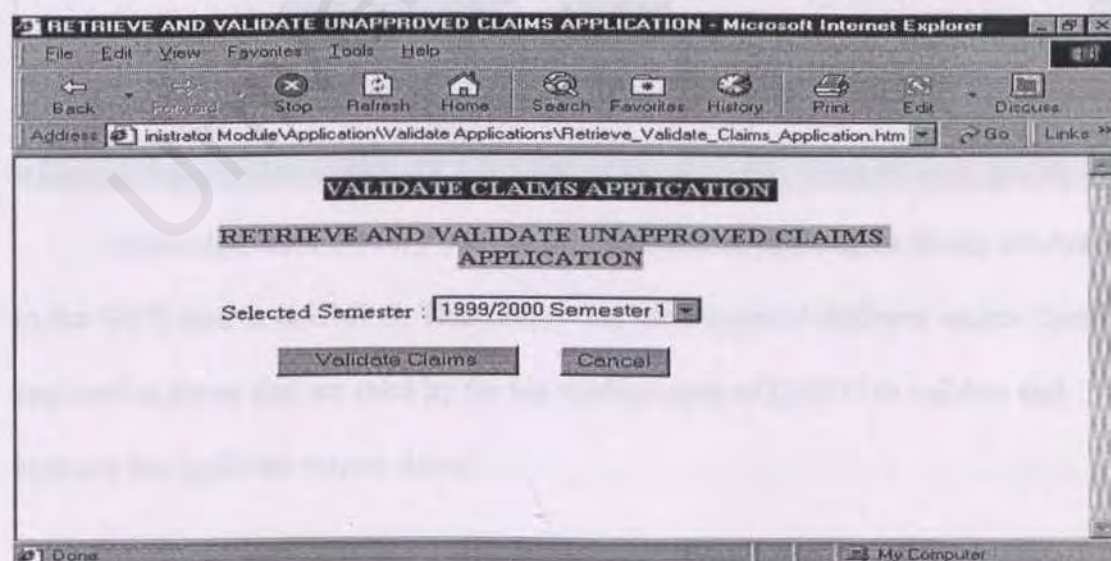 RETRIEVE AND VALIDATE UNAPPROVED CLAIMS APPLICATION - Microsoft Internet Explorer
File Edit View Favorites Tools Help
Back Forward Stop Refresh Home Search Favorites History Print Edit Discuss
Address inistrator Module\Application\Validate Applications\Retrieve_Validate_Claims_Application.htm Go Links »
VALIDATE CLAIMS APPLICATION
RETRIEVE AND VALIDATE UNAPPROVED CLAIMS
APPLICATION
Selected Semester : 1999/2000 Semester 1
Validate Claims Cancel
Done My Computer